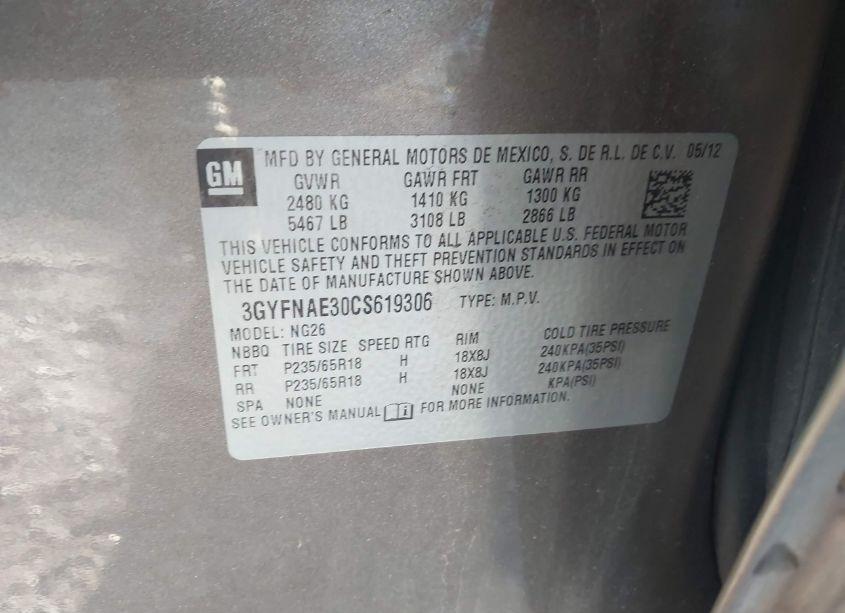 GM
MFD BY GENERAL MOTORS DE MEXICO, S. DE R.L. DE C.V. 05/12
GVWR GAWR FRT GAWR RR
2480 KG 1410 KG 1300 KG
5467 LB 3108 LB 2866 LB
THIS VEHICLE CONFORMS TO ALL APPLICABLE U.S. FEDERAL MOTOR
VEHICLE SAFETY AND THEFT PREVENTION STANDARDS IN EFFECT ON
THE DATE OF MANUFACTURE SHOWN ABOVE.
3GYFNAE30CS619306 TYPE: M.P.V.
MODEL: NG26
NBBQ TIRE SIZE SPEED RTG RIM COLD TIRE PRESSURE
FRT P235/65R18 H 18X8J 240KPA(35PSI)
RR P235/65R18 H 18X8J 240KPA(35PSI)
SPA NONE NONE KPA(PSI)
SEE OWNER'S MANUAL FOR MORE INFORMATION.